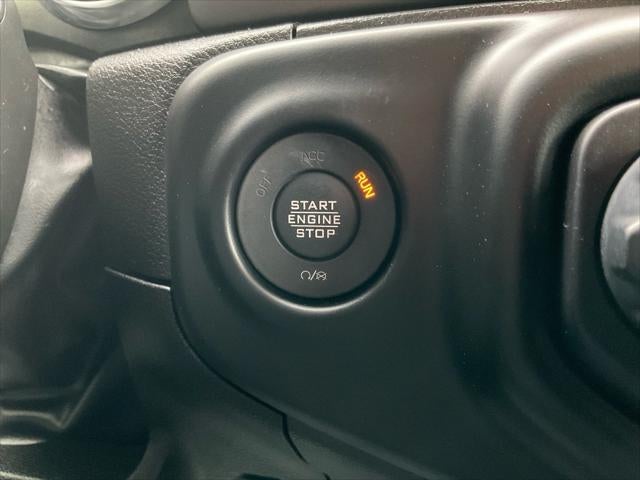 ACC
OFF
RUN
START
ENGINE
STOP